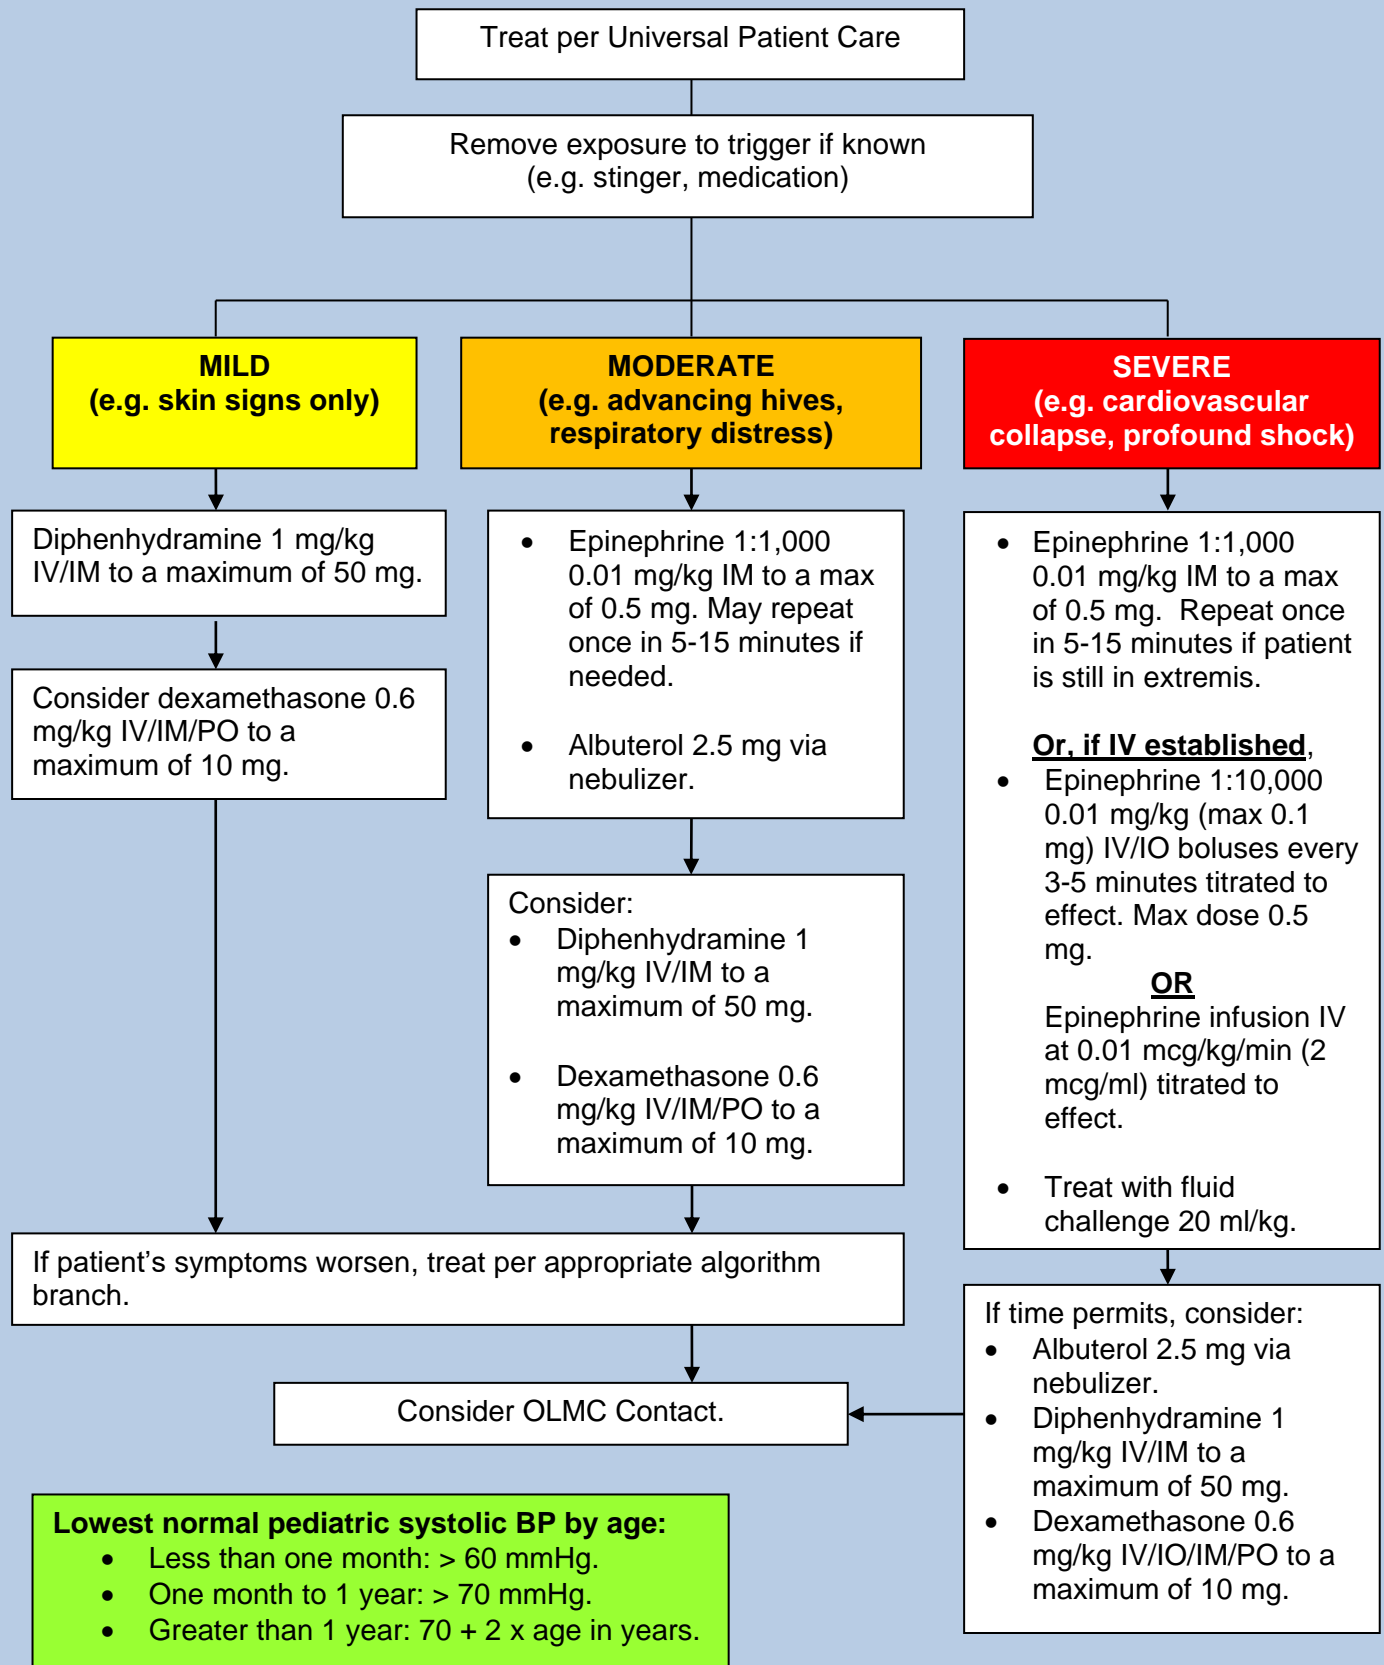 Treat per Universal Patient Care
Remove exposure to trigger if known
(e.g. stinger, medication)
MILD
(e.g. skin signs only)
Diphenhydramine 1 mg/kg
IV/IM to a maximum of 50 mg.
Consider dexamethasone 0.6
mg/kg IV/IM/PO to a
maximum of 10 mg.
MODERATE
(e.g. advancing hives,
respiratory distress)
• Epinephrine 1:1,000
0.01 mg/kg IM to a max
of 0.5 mg. May repeat
once in 5-15 minutes if
needed.
• Albuterol 2.5 mg via
nebulizer.
Consider:
• Diphenhydramine 1
mg/kg IV/IM to a
maximum of 50 mg.
• Dexamethasone 0.6
mg/kg IV/IM/PO to a
maximum of 10 mg.
SEVERE
(e.g. cardiovascular
collapse, profound shock)
• Epinephrine 1:1,000
0.01 mg/kg IM to a max
of 0.5 mg. Repeat once
in 5-15 minutes if patient
is still in extremis.
Or, if IV established,
• Epinephrine 1:10,000
0.01 mg/kg (max 0.1
mg) IV/IO boluses every
3-5 minutes titrated to
effect. Max dose 0.5
mg.
OR
Epinephrine infusion IV
at 0.01 mcg/kg/min (2
mcg/ml) titrated to
effect.
• Treat with fluid
challenge 20 ml/kg.
If patient’s symptoms worsen, treat per appropriate algorithm
branch.
If time permits, consider:
• Albuterol 2.5 mg via
nebulizer.
• Diphenhydramine 1
mg/kg IV/IM to a
maximum of 50 mg.
• Dexamethasone 0.6
mg/kg IV/IO/IM/PO to a
maximum of 10 mg.
Consider OLMC Contact.
Lowest normal pediatric systolic BP by age:
• Less than one month: > 60 mmHg.
• One month to 1 year: > 70 mmHg.
• Greater than 1 year: 70 + 2 x age in years.